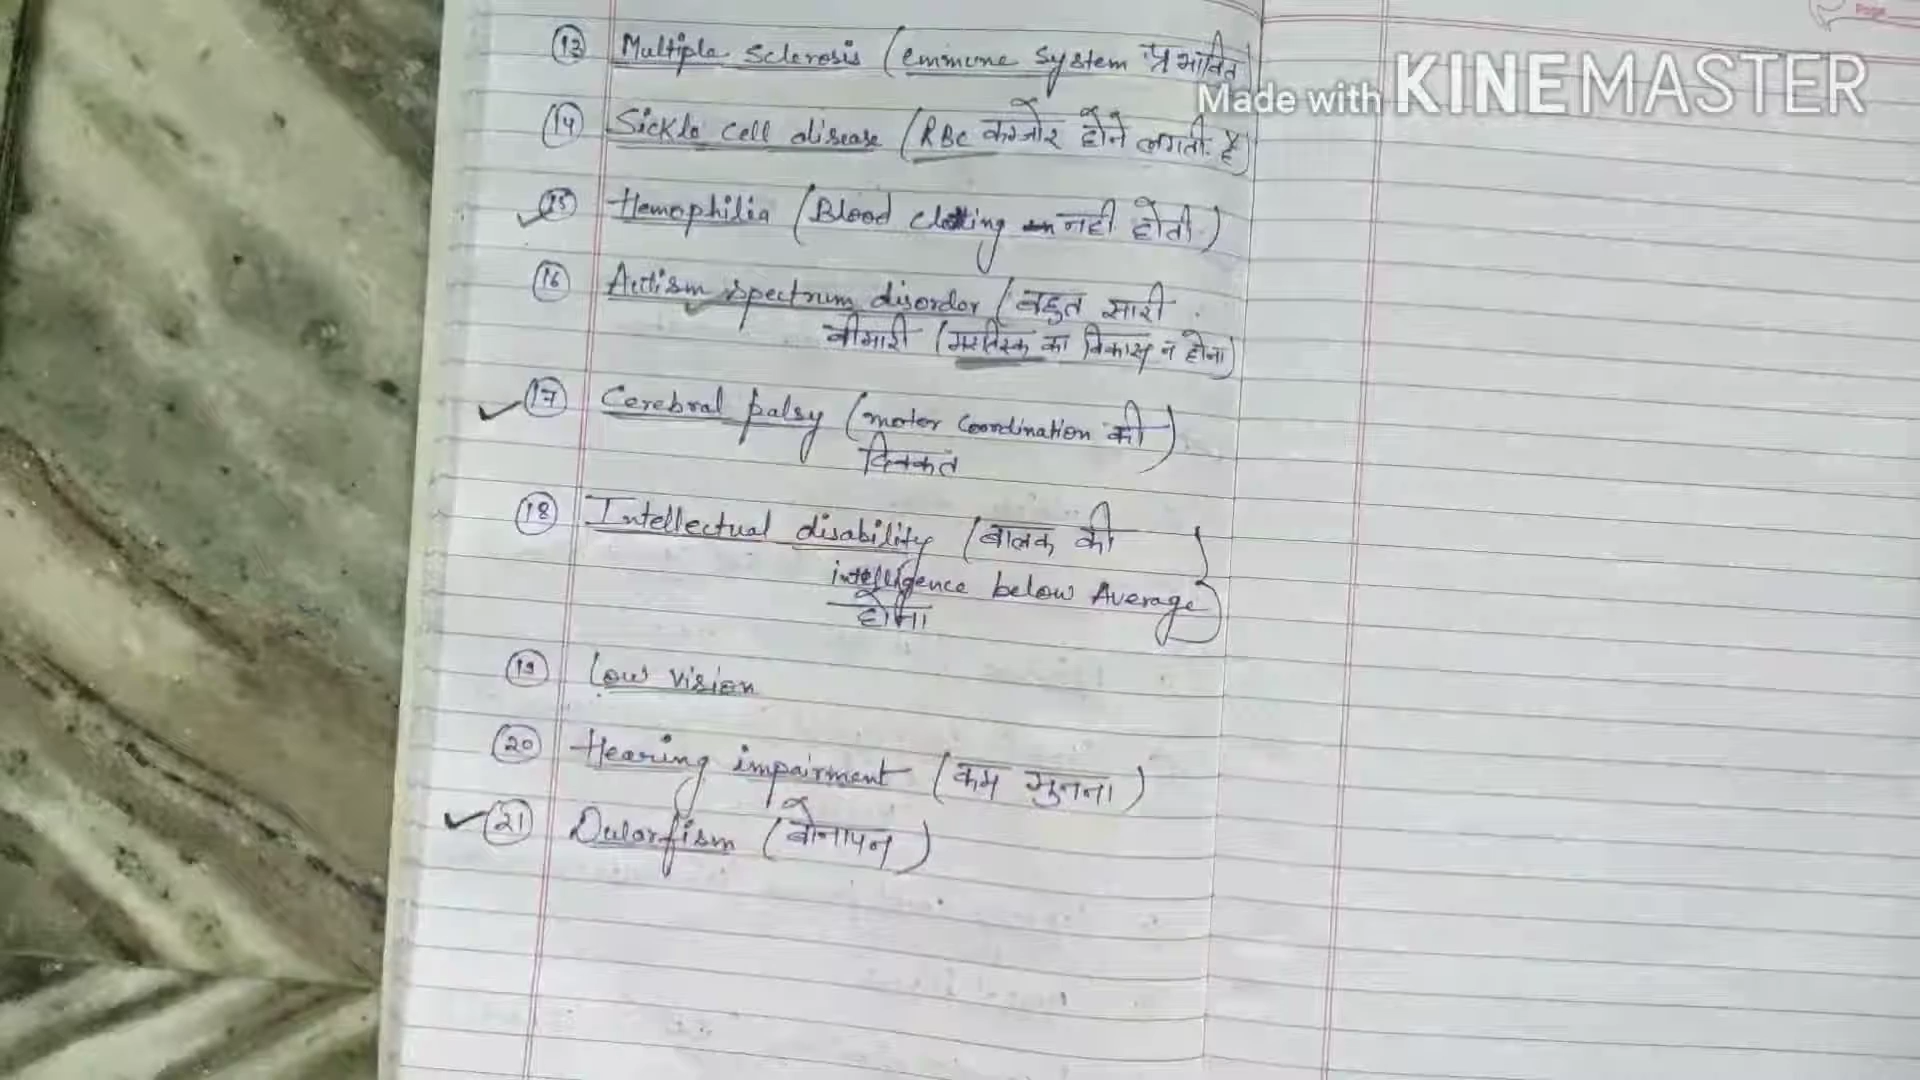 Page
(13) Multiple Sclerosis (emmune System प्रभावित)
Made with KINEMASTER
(14) Sickle cell disease (RBC कमजोर होने लगती है)
(15) Hemophilia (Blood clotting नही होती)
(16) Autism spectrum disorder (बहुत सारी
बीमारी (मस्तिस्क का विकास न होना)
(17) Cerebral palsy (motor Coordination की)
दिक्कत
(18) Intellectual disability (बालक की
intelligence below Average)
होना
(19) Low vision
(20) Hearing impairment (कम सुनना)
(21) Dwarfism (बौनापन)